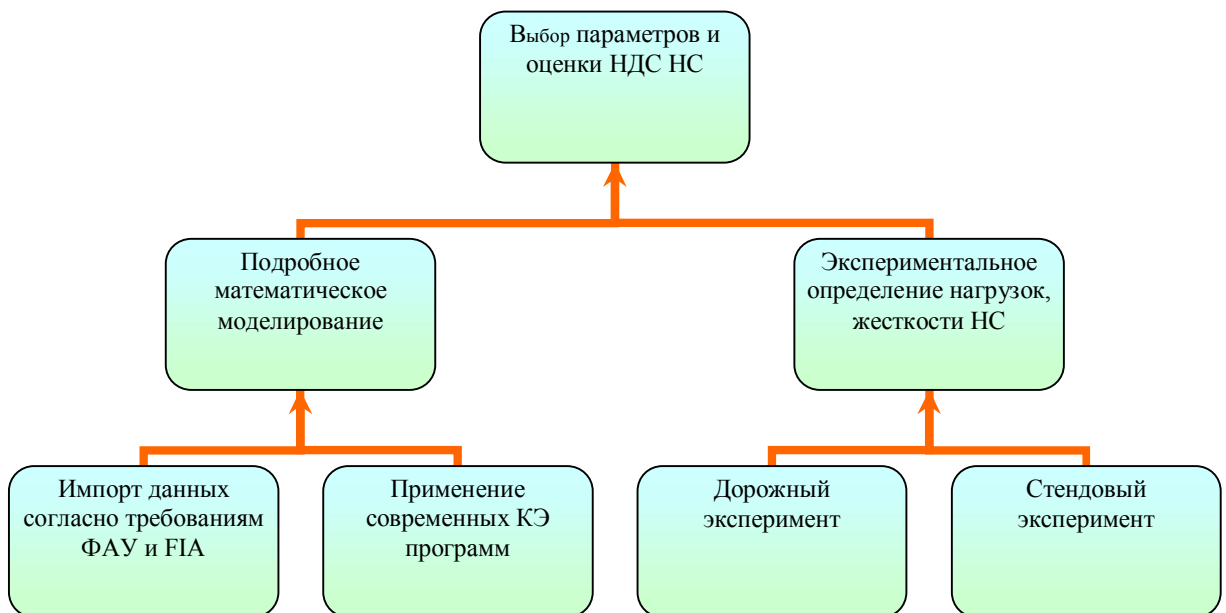 Выбор параметров и
оценки НДС НС
Подробное
математическое
моделирование
Экспериментальное
определение нагрузок,
жесткости НС
Импорт данных
согласно требованиям
ФАУ и FIA
Применение
современных КЭ
программ
Дорожный
эксперимент
Стендовый
эксперимент